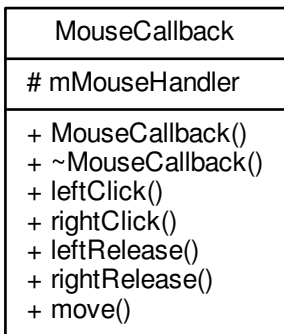 MouseCallback
# mMouseHandler
+ MouseCallback()
+ ~MouseCallback()
+ leftClick()
+ rightClick()
+ leftRelease()
+ rightRelease()
+ move()